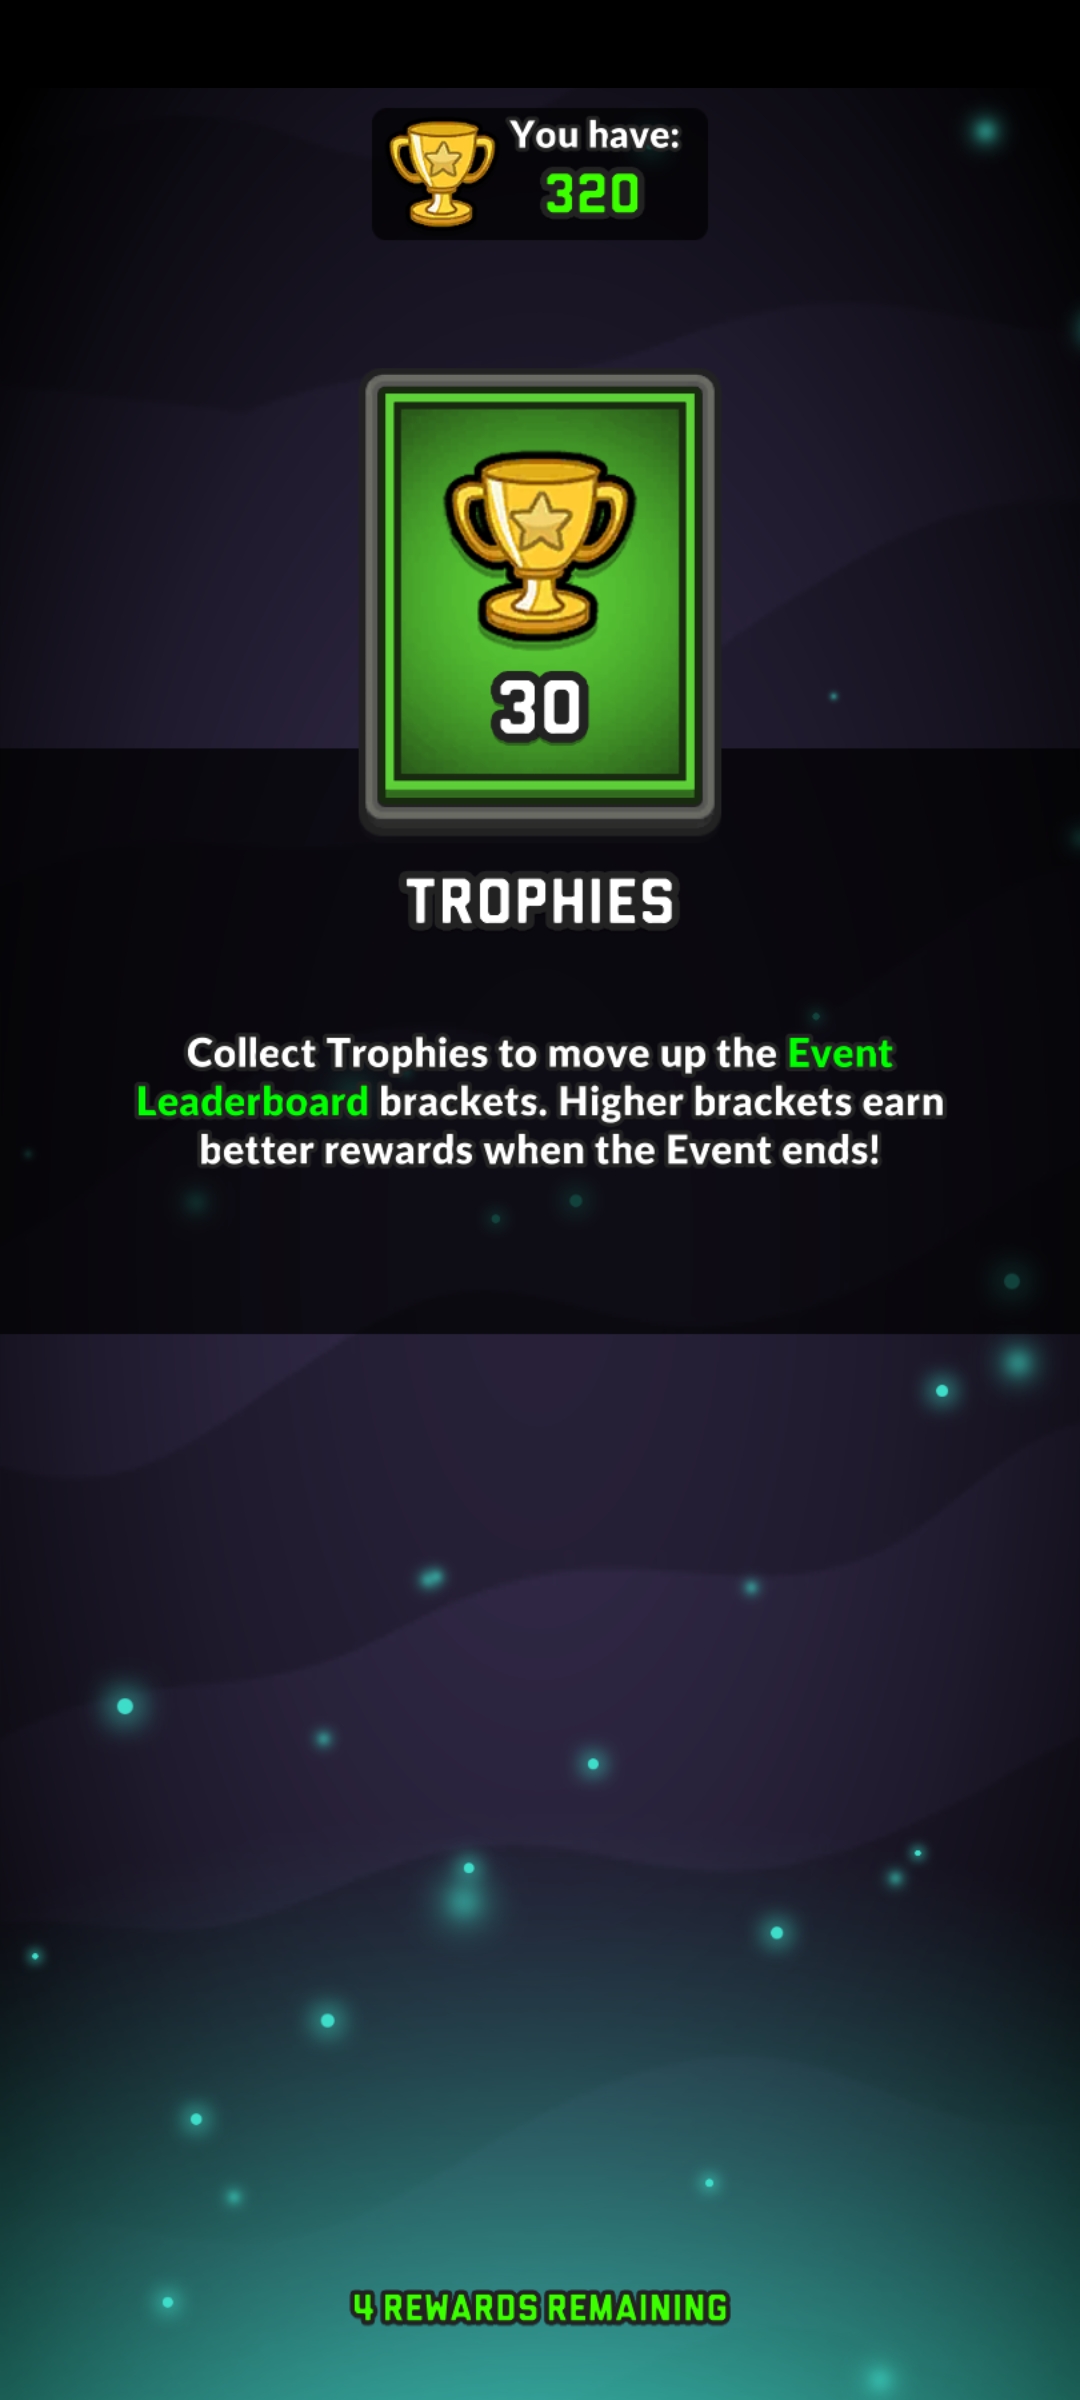 You have:
320
30
TROPHIES
Collect Trophies to move up the Event
Leaderboard brackets. Higher brackets earn
better rewards when the Event ends!
4 REWARDS REMAINING